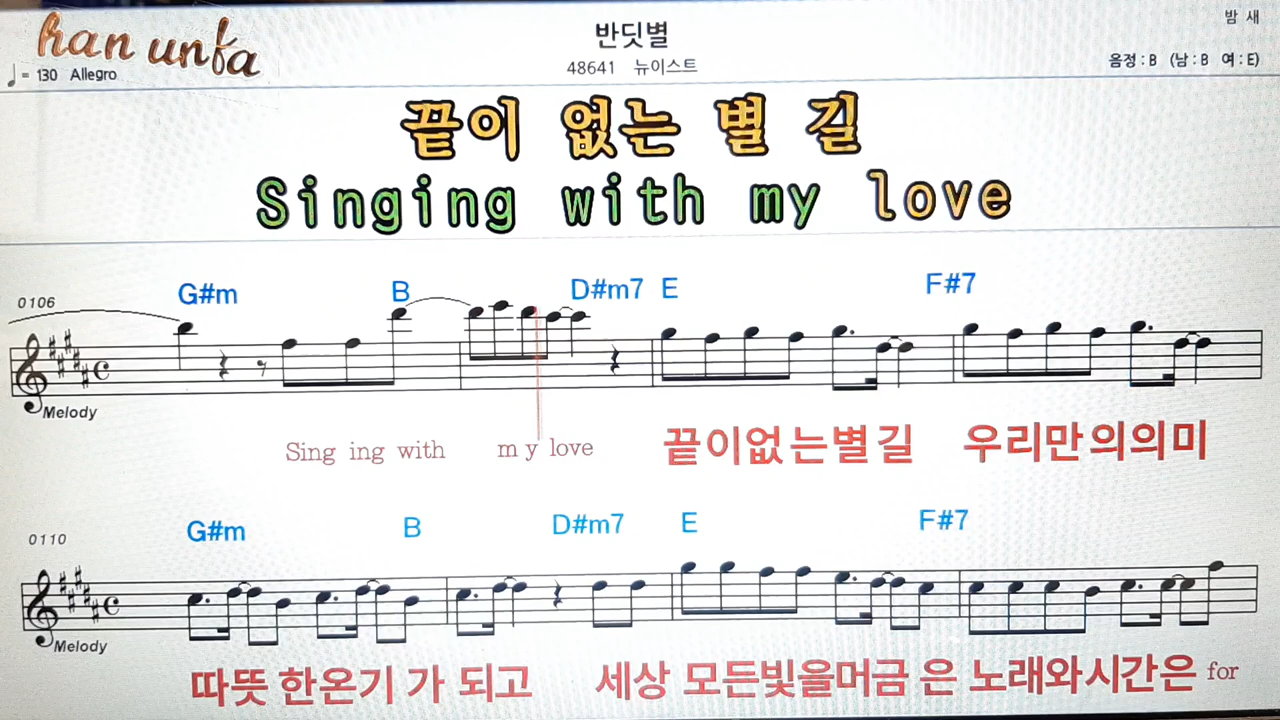 han unfa
반딧별
밤 새
♩= 130 Allegro
48641 뉴이스트
음정 : B (남 : B 여 : E)
끝이 없는 별 길
Singing with my love
0106
G#m B D#m7 E F#7
Melody
Sing ing with m y love 끝이없는별길 우리만의의미
0110
G#m B D#m7 E F#7
Melody
따뜻한온기가 되고 세상 모든빛을머금은 노래와시간은 for